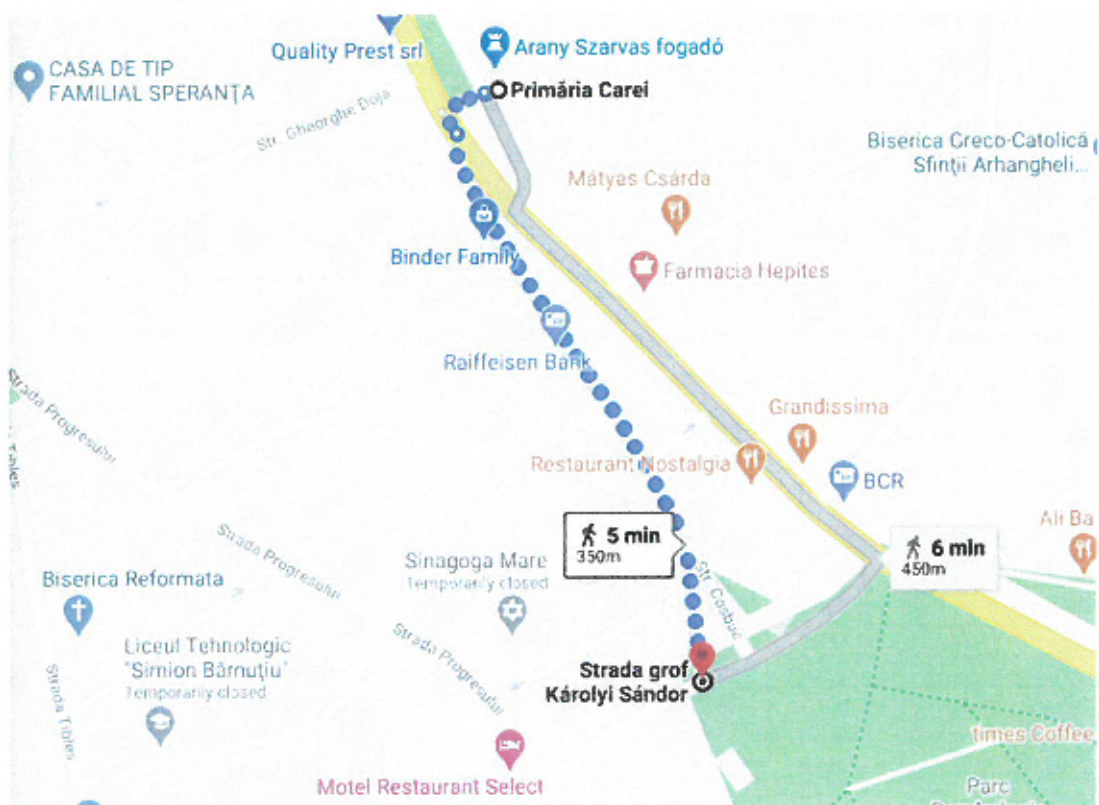 Quality Prest srl
Arany Szarvas fogadó
CASA DE TIP
FAMILIAL SPERANȚA
Primăria Carei
Str. Gheorghe Doja
Biserica Greco-Catolică
Sfinții Arhangheli...
Mátyas Csárda
Binder Family
Farmacia Hepites
Raiffeisen Bank
Strada Progresului
Grandissima
Restaurant Nostalgia
BCR
Ali Ba
5 min
350m
6 min
450m
Strada Progresului
Sinagoga Mare
Temporarily closed
Str. Cosbuc
Biserica Reformata
Liceul Tehnologic
"Simion Bărnuțiu"
Temporarily closed
Strada Progresului
Strada grof
Károlyi Sándor
Strada Tibles
times Coffee
Motel Restaurant Select
Parc